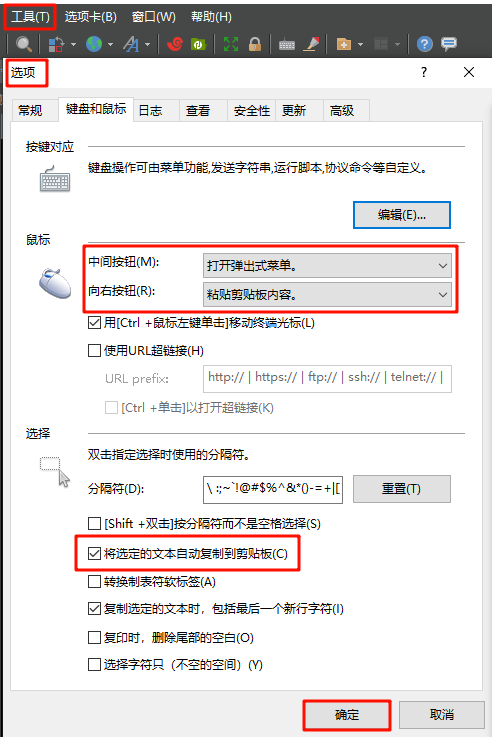 工具(T) 选项卡(B) 窗口(W) 帮助(H)
选项 ?
常规 键盘和鼠标 日志 查看 安全性 更新 高级
按键对应
键盘操作可由菜单功能,发送字符串,运行脚本,协议命令等自定义。
编辑(E)...
鼠标
中间按钮(M): 打开弹出式菜单。
向右按钮(R): 粘贴剪贴板内容。
用[Ctrl +鼠标左键单击]移动终端光标(L)
使用URL超链接(H)
URL prefix: http:// | https:// | ftp:// | ssh:// | telnet:// |
[Ctrl +单击]以打开超链接(K)
选择
双击指定选择时使用的分隔符。
分隔符(D): \ :;~`!@#$%^&*()-=+|[ 重置(T)
[Shift +双击]按分隔符而不是空格选择(S)
将选定的文本自动复制到剪贴板(C)
转换制表符软标签(A)
复制选定的文本时，包括最后一个新行字符(I)
复印时，删除尾部的空白(O)
选择字符只（不空的空间）(Y)
确定 取消